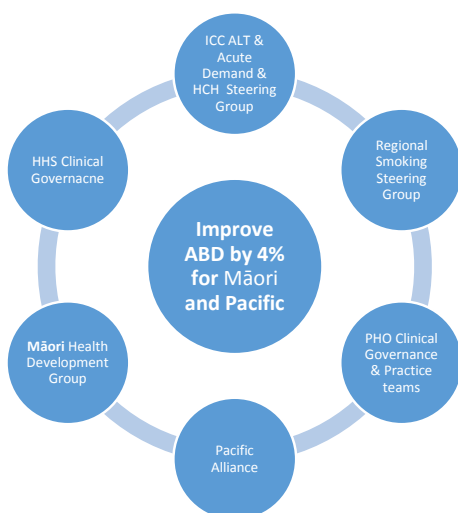 ICC ALT &
Acute
Demand &
HCH  Steering
Group
HHS Clinical
Governacne
Regional
Smoking
Steering
Group
Improve
ABD by 4%
for Māori
and Pacific
Māori Health
Development
Group
PHO Clinical
Governance
& Practice
teams
Pacific
Alliance